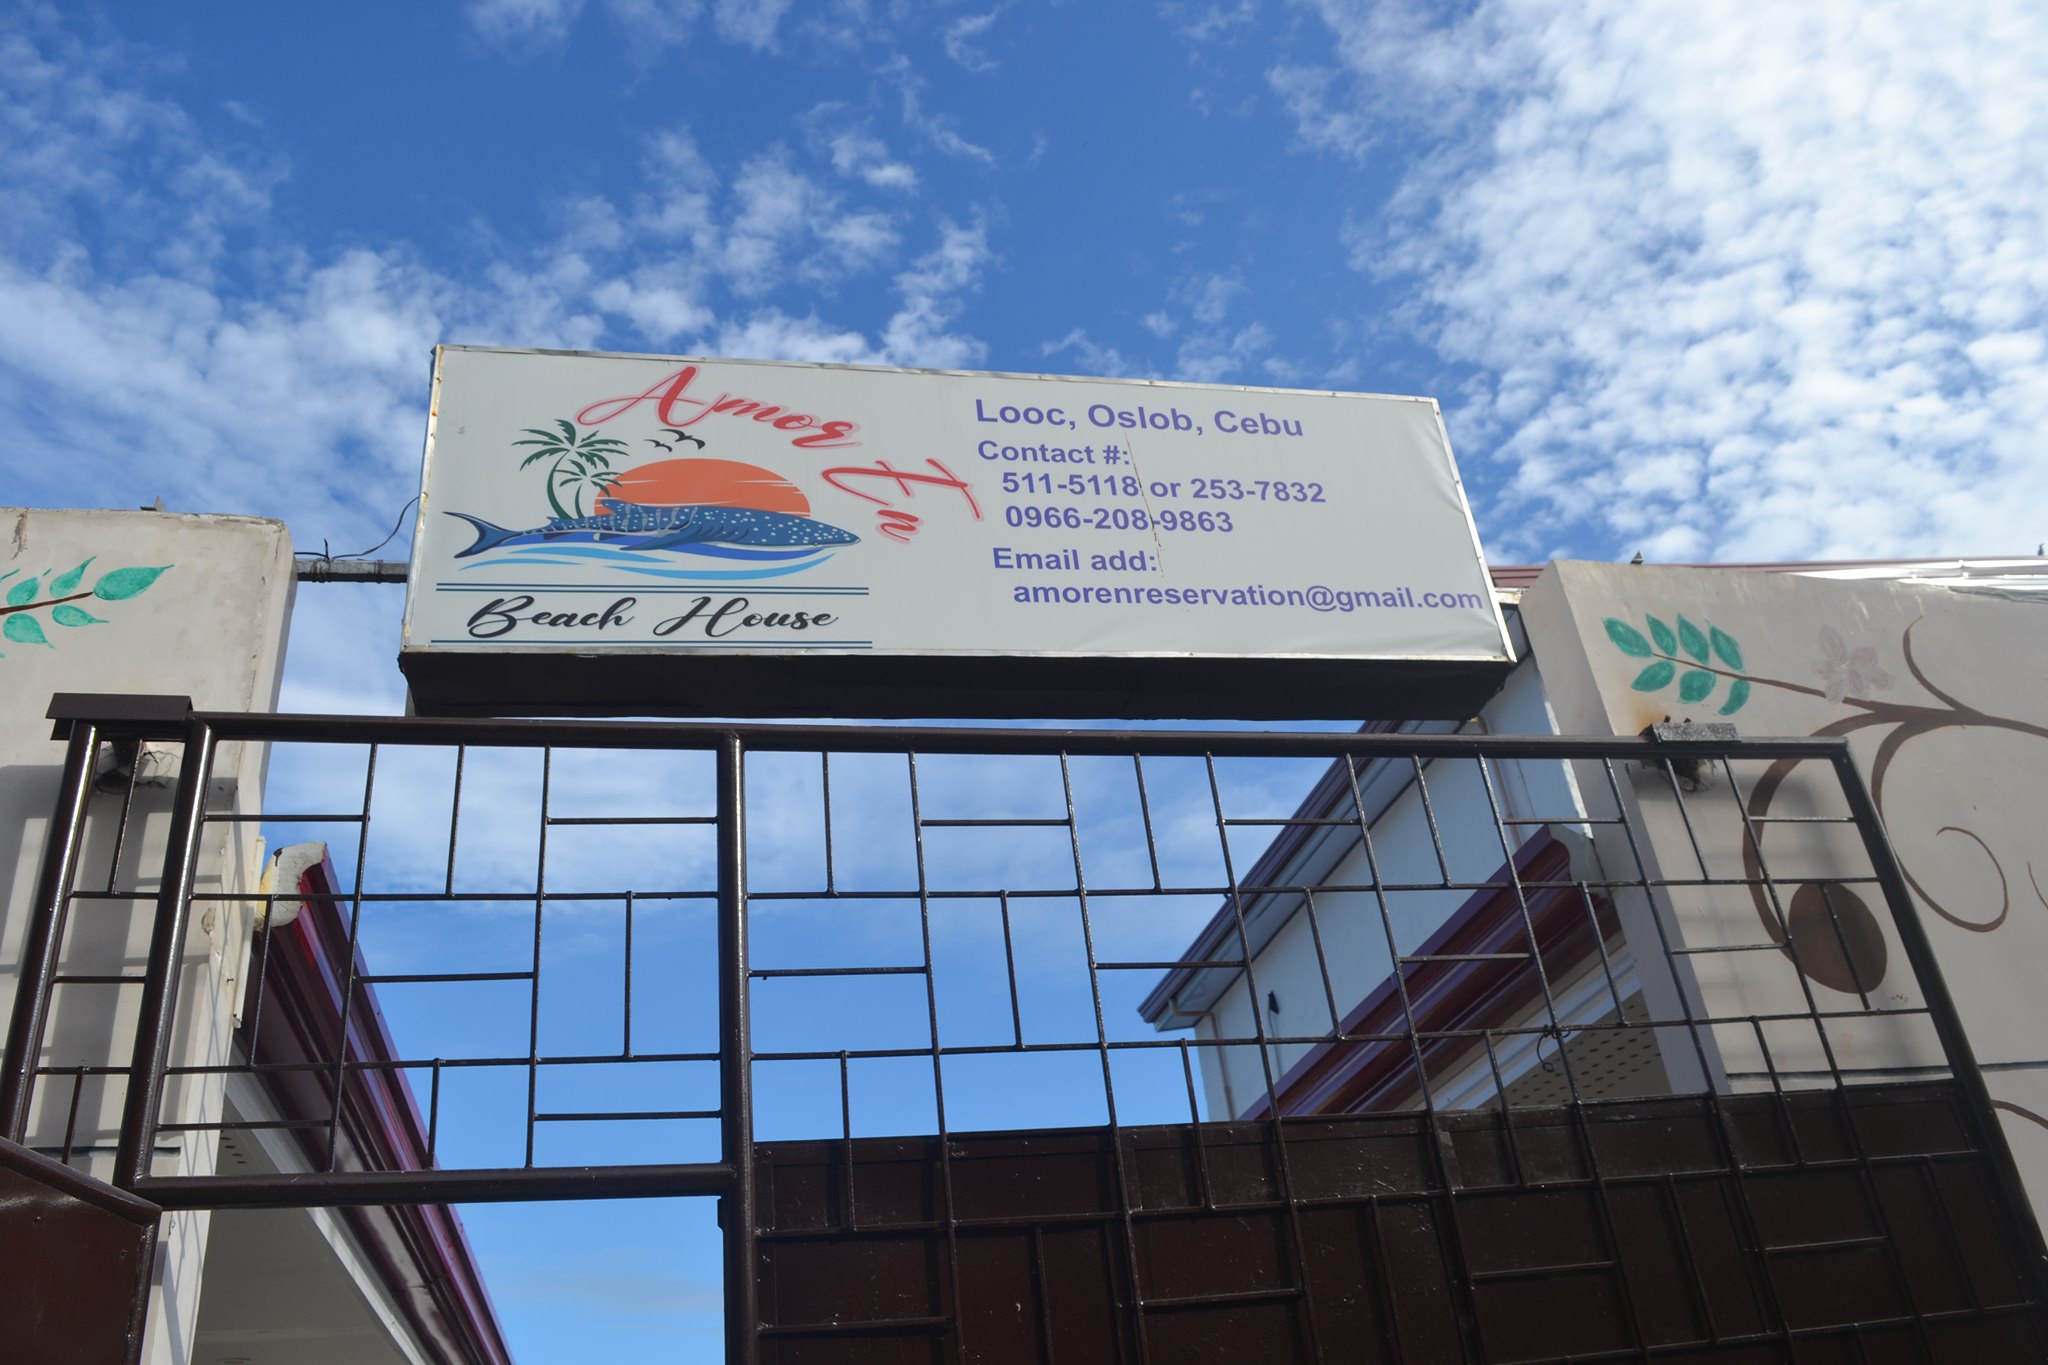 Amor En
Beach House
Looc, Oslob, Cebu
Contact #:
511-5118 or 253-7832
0966-208-9863
Email add:
amorenreservation@gmail.com